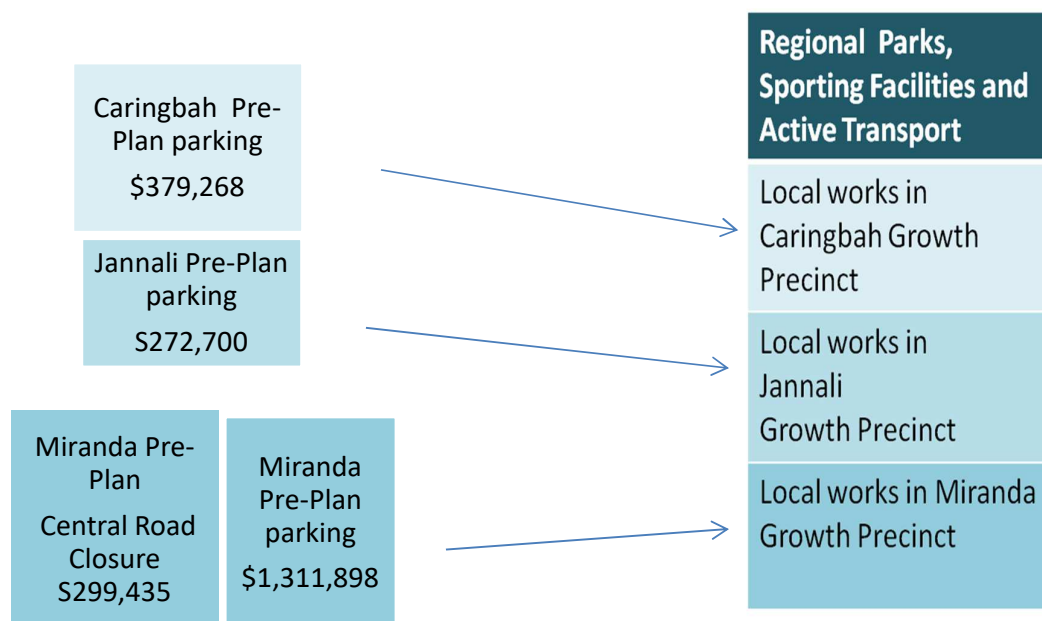 Caringbah Pre-
Plan parking
$379,268
Jannali Pre-Plan
parking
S272,700
Miranda Pre-
Plan
Central Road
Closure
S299,435
Miranda
Pre-Plan
parking
$1,311,898
Regional Parks,
Sporting Facilities and
Active Transport
Local works in
Caringbah Growth
Precinct
Local works in
Jannali
Growth Precinct
Local works in Miranda
Growth Precinct